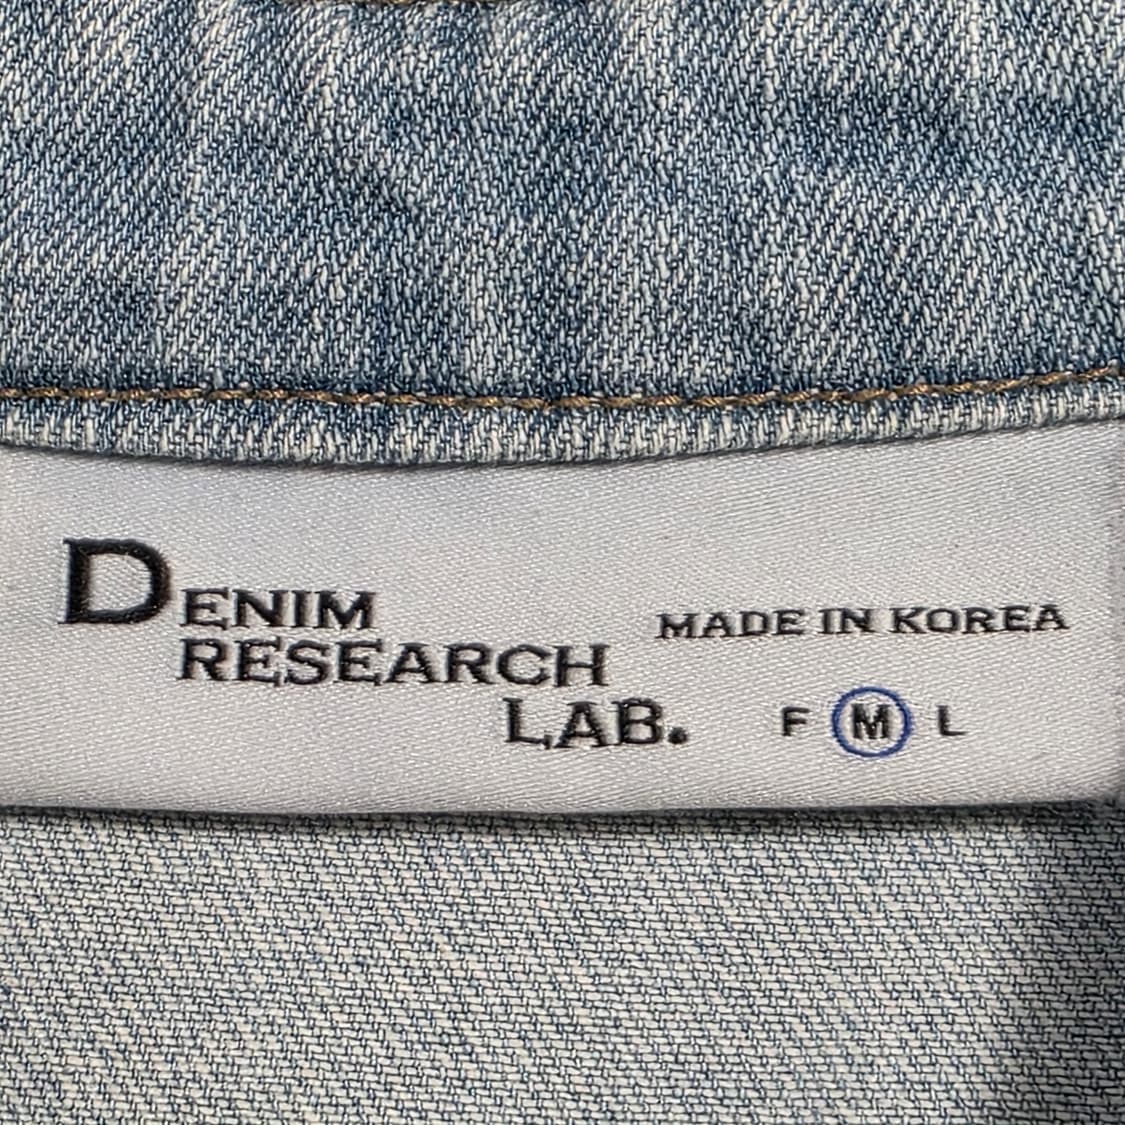 DENIM
RESEARCH
LAB.
MADE IN KOREA
F M L